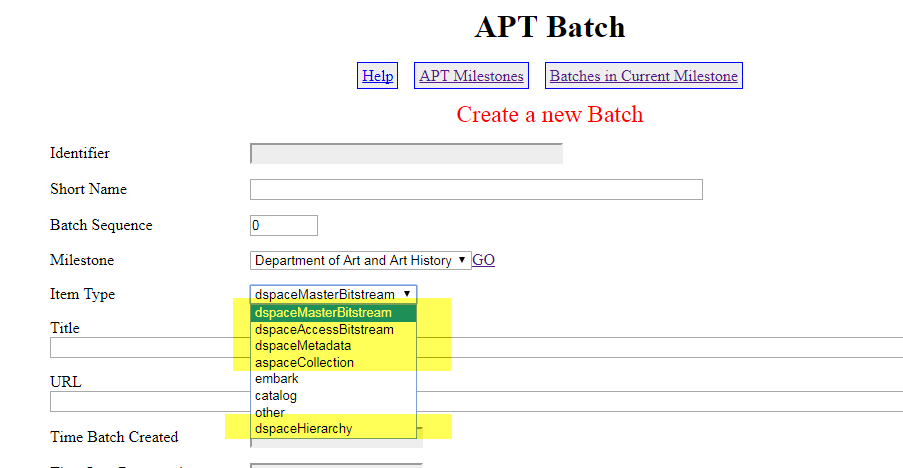 APT Batch
Help APT Milestones Batches in Current Milestone
Create a new Batch
Identifier
Short Name
Batch Sequence 0
Milestone Department of Art and Art History GO
Item Type dspaceMasterBitstream
dspaceMasterBitstream
dspaceAccessBitstream
dspaceMetadata
aspaceCollection
embark
catalog
other
dspaceHierarchy
Title
URL
Time Batch Created